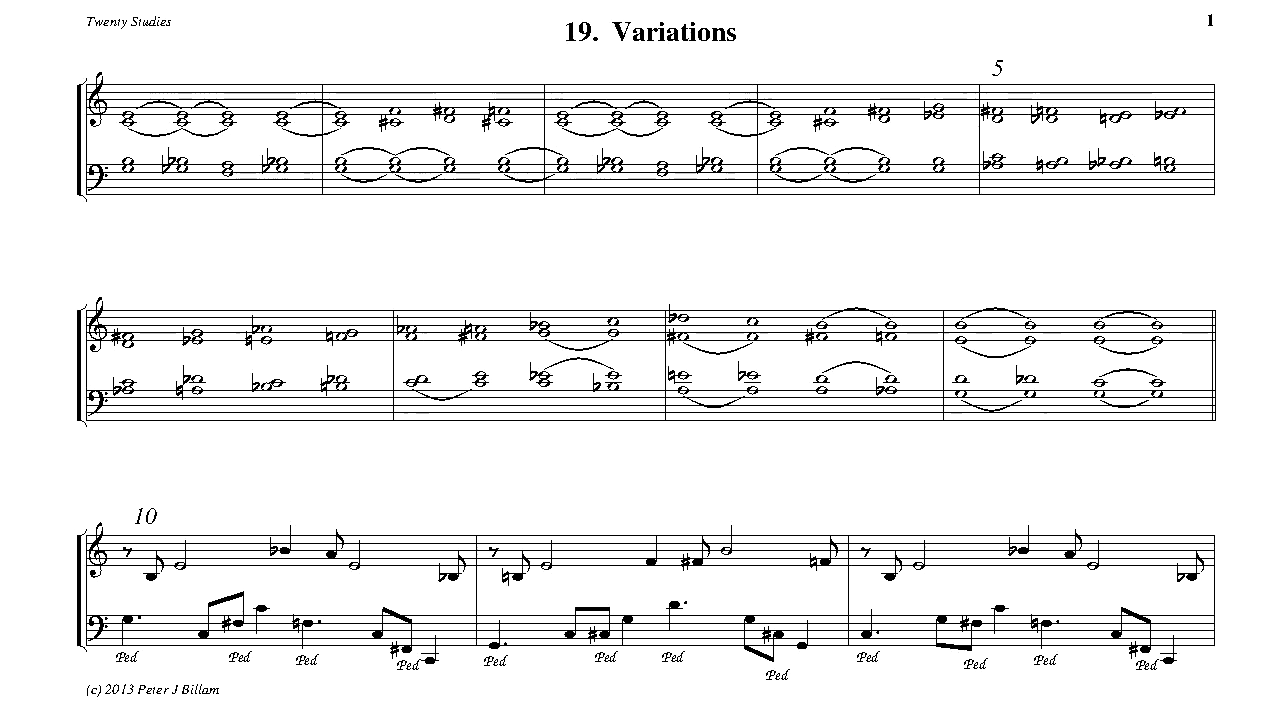 Twenty Studies
1
19. Variations
5
10
Ped Ped Ped Ped Ped Ped Ped Ped Ped Ped Ped Ped
(c) 2013 Peter J Billam